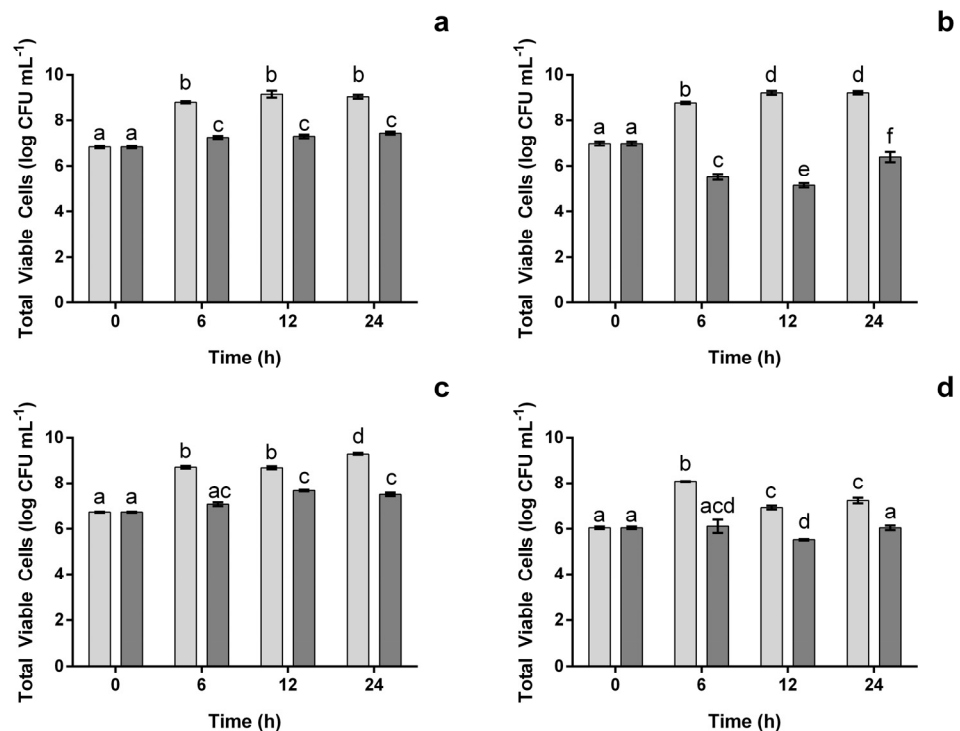 a
Total Viable Cells (log CFU mL⁻¹)
10
8
6
4
2
0
a a b c b c b c
0 6 12 24
Time (h)
b
Total Viable Cells (log CFU mL⁻¹)
10
8
6
4
2
0
a a b c d e d f
0 6 12 24
Time (h)
c
Total Viable Cells (log CFU mL⁻¹)
10
8
6
4
2
0
a a b ac b c d c
0 6 12 24
Time (h)
d
Total Viable Cells (log CFU mL⁻¹)
10
8
6
4
2
0
a a b acd c d c a
0 6 12 24
Time (h)